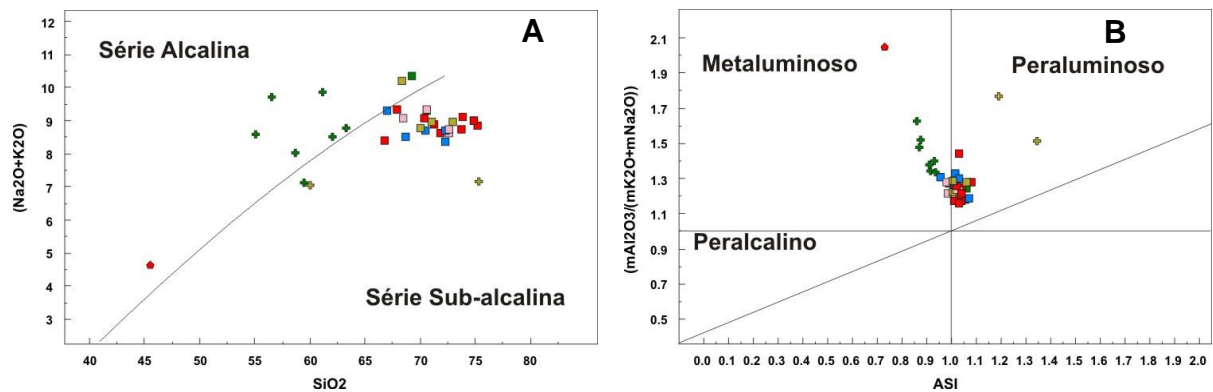 A
Série Alcalina
Série Sub-alcalina
(Na2O+K2O)
12
11
10
9
8
7
6
5
4
3
40 45 50 55 60 65 70 75 80
SiO2
B
Metaluminoso
Peraluminoso
Peralcalino
(mAl2O3/(mK2O+mNa2O))
2.1
1.9
1.7
1.5
1.3
1.1
0.9
0.7
0.5
0.0 0.1 0.2 0.3 0.4 0.5 0.6 0.7 0.8 0.9 1.0 1.1 1.2 1.3 1.4 1.5 1.6 1.7 1.8 1.9 2.0
ASI